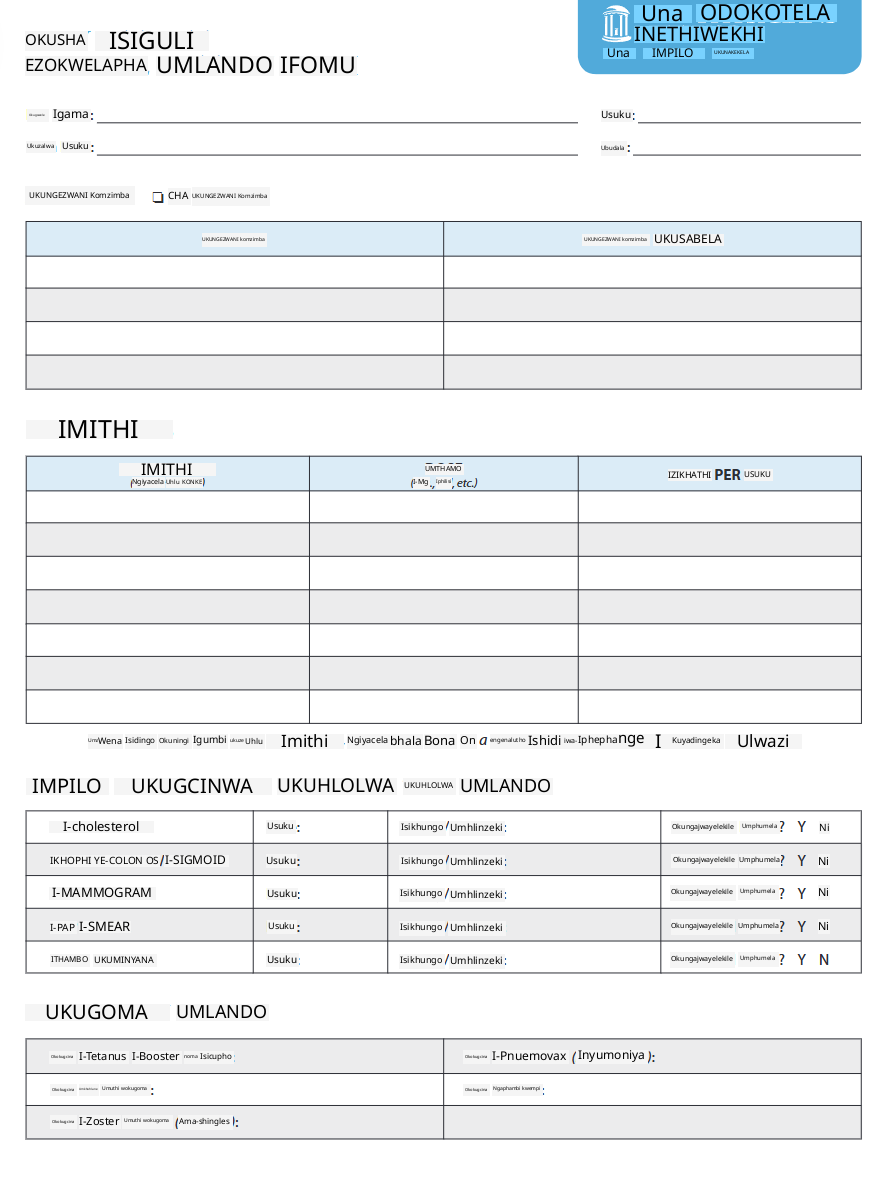 Una ODOKOTELA
INETHIWEKHI
Una IMPILO UKUNAKEKELA
OKUSHA ISIGULI
EZOKWELAPHA, UMLANDO IFOMU
Igama: Usuku:
Ukuzalwa Usuku: Ubudala:
UKUNGEZWANI Komzimba CHA UKUNGEZWANI Komzimba
UKUNGEZWANI komzimba UKUNGEZWANI komzimba UKUSABELA
IMITHI
IMITHI UMTHAMO IZIKHATHI PER USUKU
(Ngiyacela Uhlu KONKE) (I-Mg., Iphilisi, etc.)
Uma Wena Isidingo Okuningi Igumbi ukuze Uhlu Imithi, Ngiyacela bhala Bona On a engenalutho Ishidi iwa-Iphepha nge I Kuyadingeka Ulwazi
IMPILO UKUGCINWA UKUHLOLWA UKUHLOLWA UMLANDO
I-cholesterol Usuku: Isikhungo/Umhlinzeki: Okungajwayelekile Umphumela? Y Ni
IKHOPHI YE-COLON OS/I-SIGMOID Usuku: Isikhungo/Umhlinzeki: Okungajwayelekile Umphumela? Y Ni
I-MAMMOGRAM Usuku: Isikhungo/Umhlinzeki: Okungajwayelekile Umphumela? Y Ni
I-PAP I-SMEAR Usuku: Isikhungo/Umhlinzeki Okungajwayelekile Umphumela? Y Ni
ITHAMBO UKUMINYANA Usuku: Isikhungo/Umhlinzeki: Okungajwayelekile Umphumela? Y N
UKUGOMA UMLANDO
Okokugcina I-Tetanus I-Booster noma Isicupho: Okokugcina I-Pnuemovax (Inyumoniya):
Okokugcina Umuthi wokugoma: Okokugcina Ngaphambi kwempi:
Okokugcina I-Zoster Umuthi wokugoma (Ama-shingles):